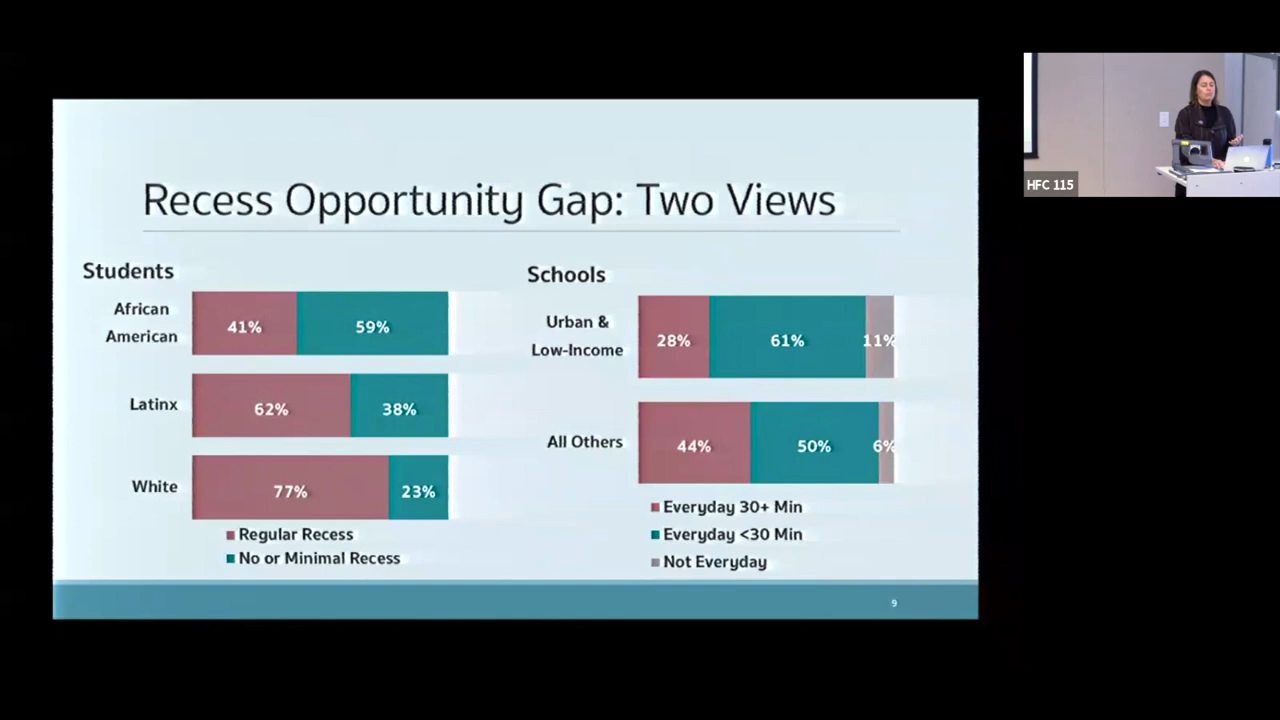 Recess Opportunity Gap: Two Views
Students
African
American
41%
59%
Latinx
62%
38%
White
77%
23%
Regular Recess
No or Minimal Recess
Schools
Urban &
Low-Income
28%
61%
11%
All Others
44%
50%
6%
Everyday 30+ Min
Everyday <30 Min
Not Everyday
9
HFC 115